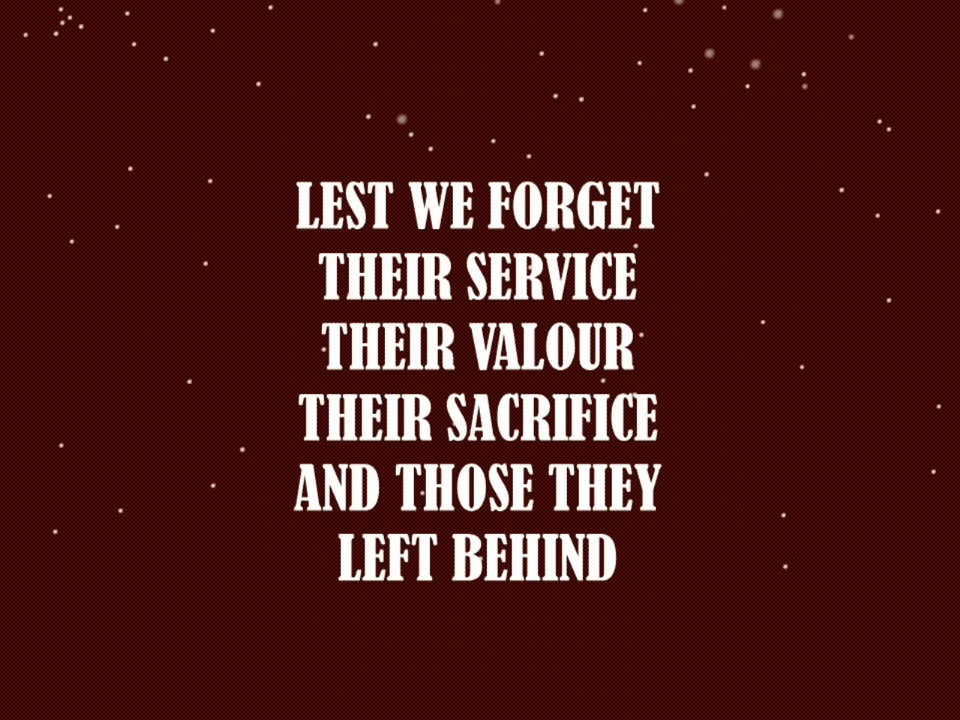 LEST WE FORGET
THEIR SERVICE
THEIR VALOUR
THEIR SACRIFICE
AND THOSE THEY
LEFT BEHIND